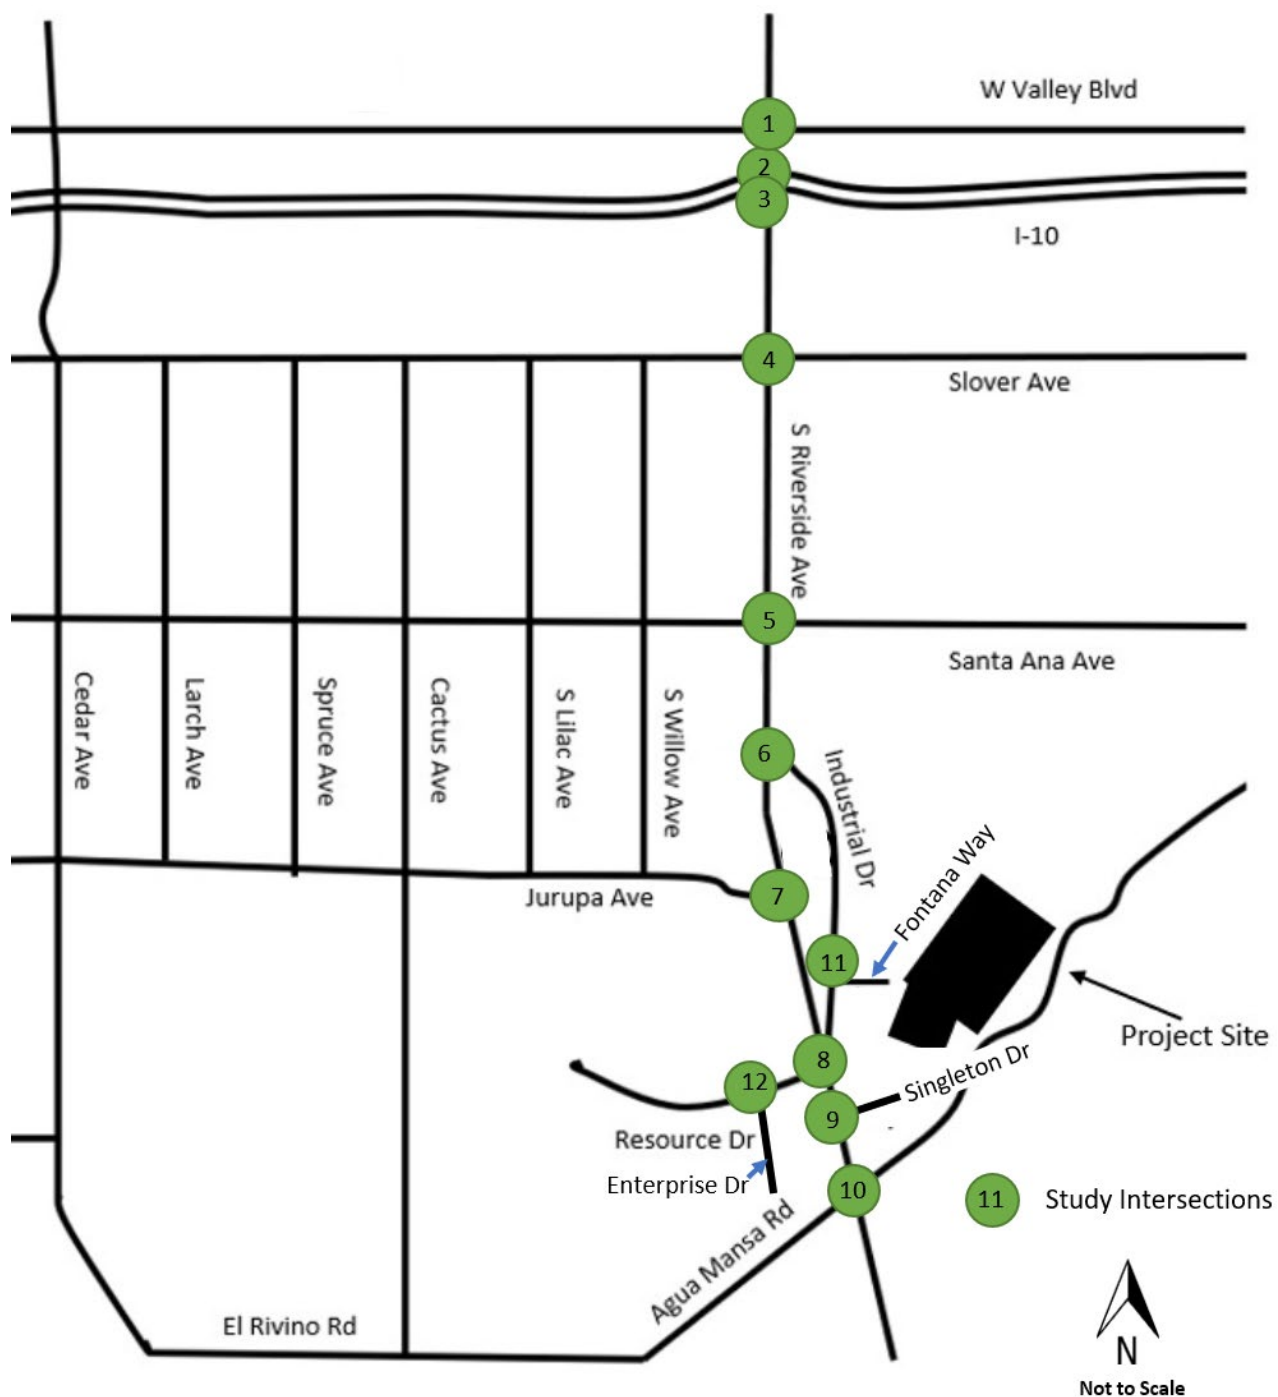 W Valley Blvd
1
2
3
I-10
4
Slover Ave
S Riverside Ave
5
Santa Ana Ave
Cedar Ave
Larch Ave
Spruce Ave
Cactus Ave
S Lilac Ave
S Willow Ave
6
Industrial Dr
Fontana Way
7
Jurupa Ave
11
Project Site
8
12
Singleton Dr
9
Resource Dr
Enterprise Dr
10
11
Study Intersections
Agua Mansa Rd
El Rivino Rd
N
Not to Scale